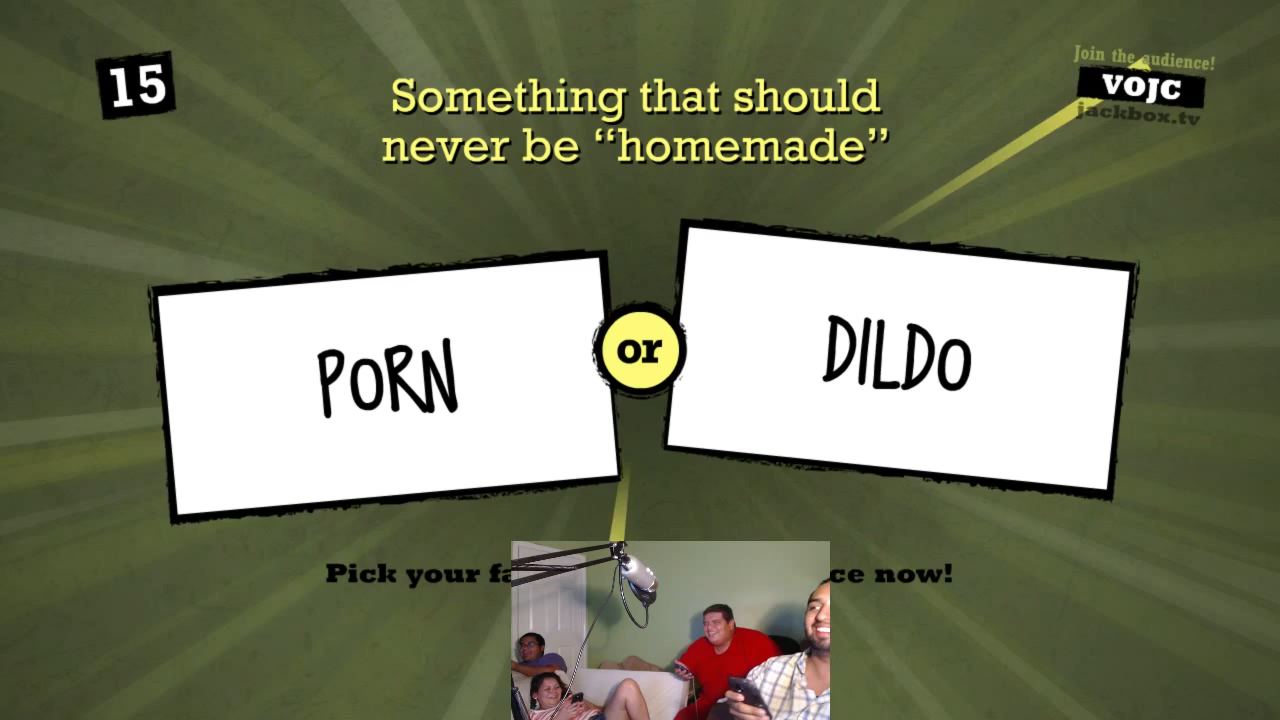 15
Join the audience!
VOJC
jackbox.tv
Something that should
never be “homemade”
PORN
or
DILDO
Pick your fa ce now!